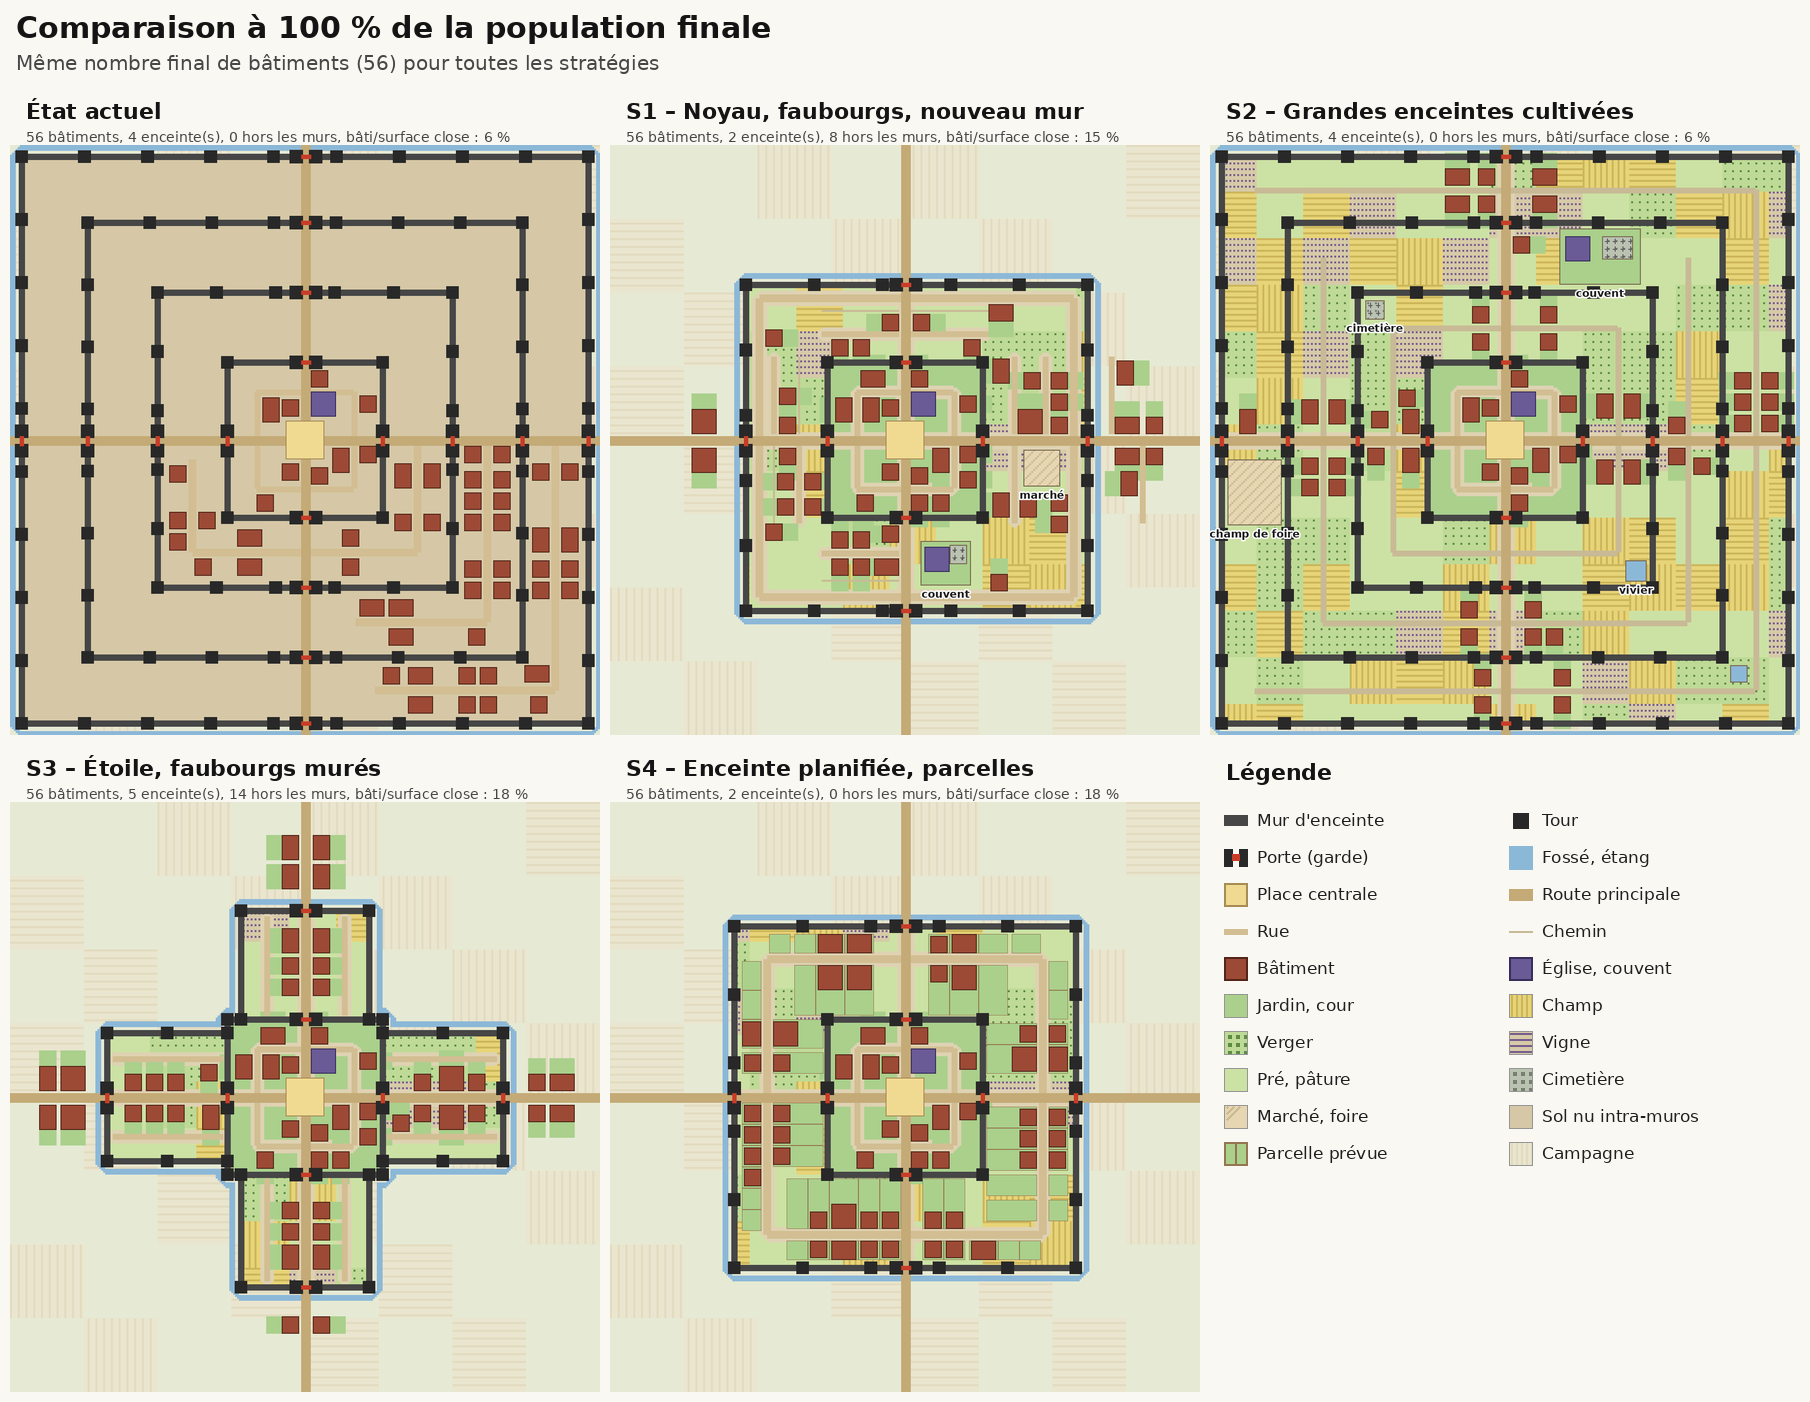 Comparaison à 100 % de la population finale
Même nombre final de bâtiments (56) pour toutes les stratégies
État actuel
56 bâtiments, 4 enceinte(s), 0 hors les murs, bâti/surface close : 6 %
S1 – Noyau, faubourgs, nouveau mur
56 bâtiments, 2 enceinte(s), 8 hors les murs, bâti/surface close : 15 %
marché
couvent
S2 – Grandes enceintes cultivées
56 bâtiments, 4 enceinte(s), 0 hors les murs, bâti/surface close : 6 %
couvent
cimetière
champ de foire
vivier
S3 – Étoile, faubourgs murés
56 bâtiments, 5 enceinte(s), 14 hors les murs, bâti/surface close : 18 %
S4 – Enceinte planifiée, parcelles
56 bâtiments, 2 enceinte(s), 0 hors les murs, bâti/surface close : 18 %
Légende
Mur d'enceinte
Tour
Porte (garde)
Fossé, étang
Place centrale
Route principale
Rue
Chemin
Bâtiment
Église, couvent
Jardin, cour
Champ
Verger
Vigne
Pré, pâture
Cimetière
Marché, foire
Sol nu intra-muros
Parcelle prévue
Campagne